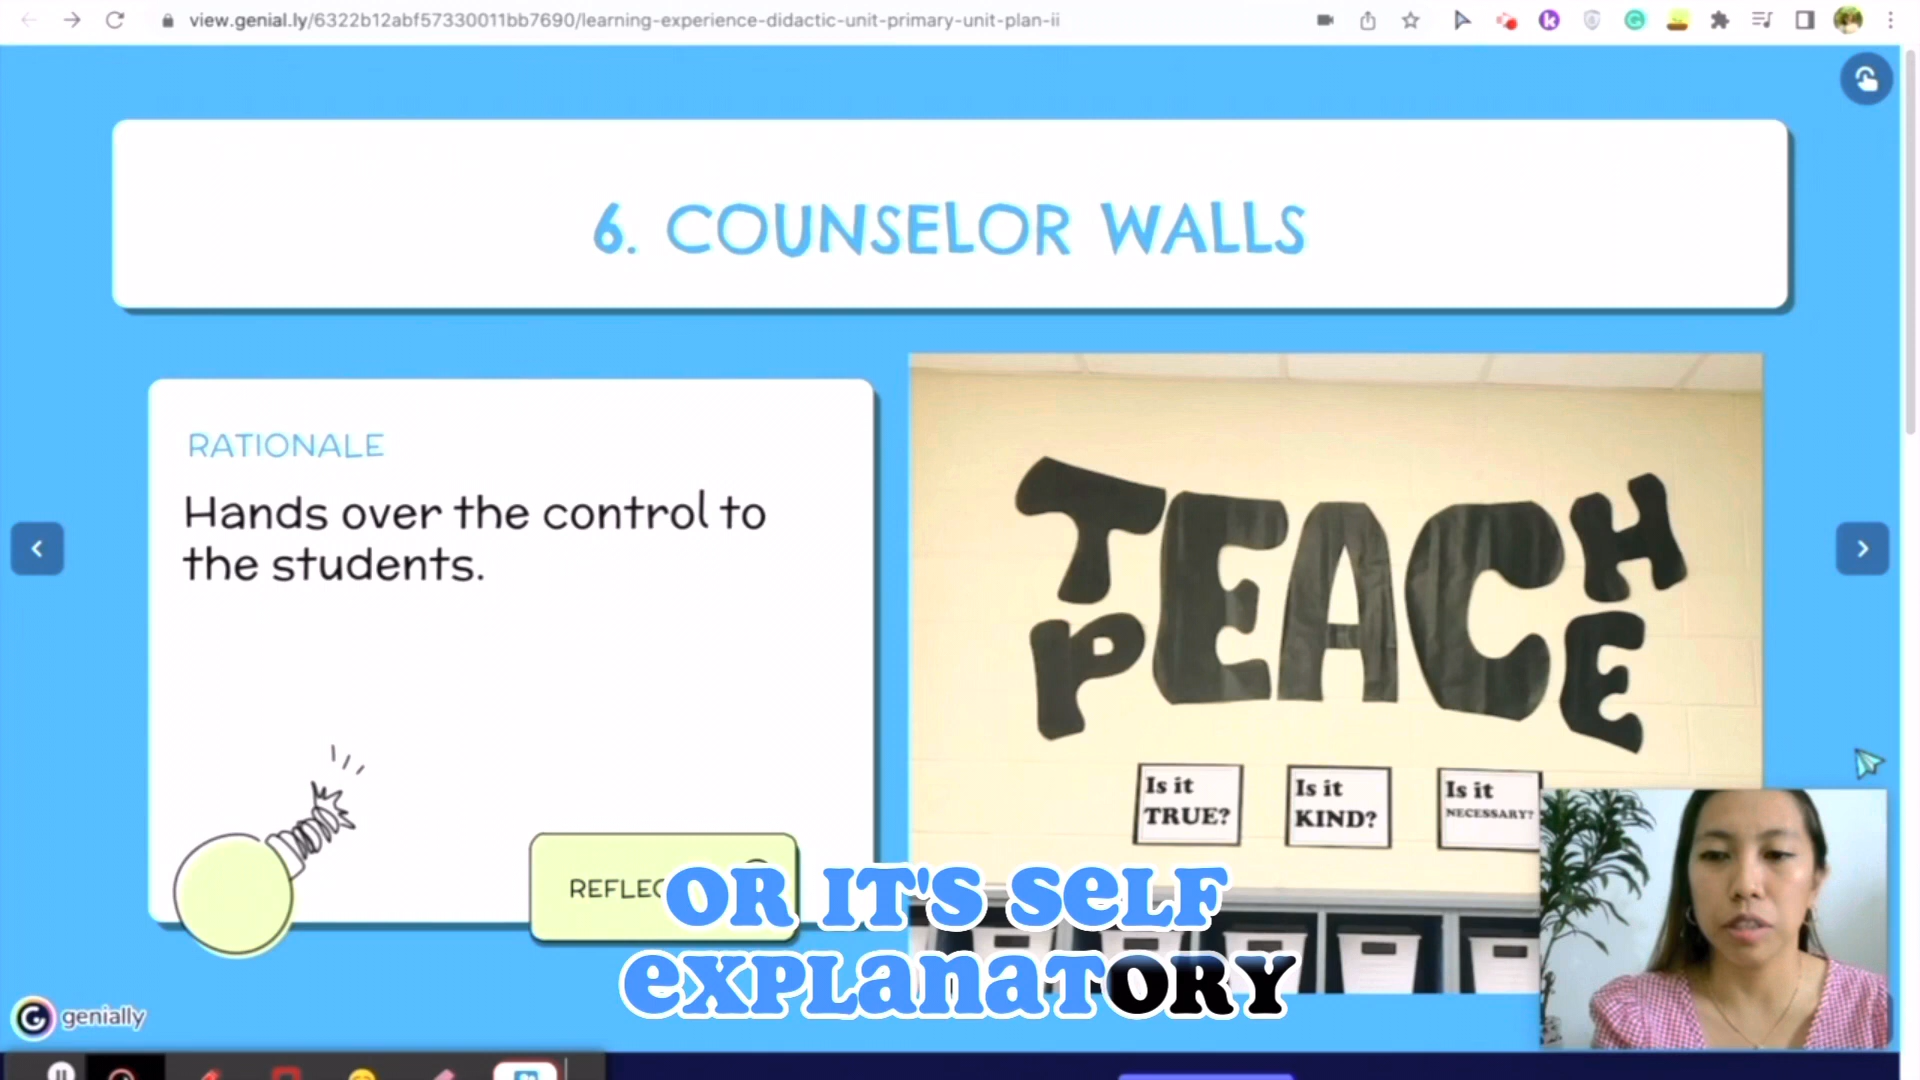 view.genial.ly/6322b12abf57330011bb7690/learning-experience-didactic-unit-primary-unit-plan-ii
6. COUNSELOR WALLS
RATIONALE
Hands over the control to
the students.
TEACH
PEACE
Is it
TRUE?
Is it
KIND?
Is it
NECESSARY?
OR IT'S SELF
EXPLANATORY
genially